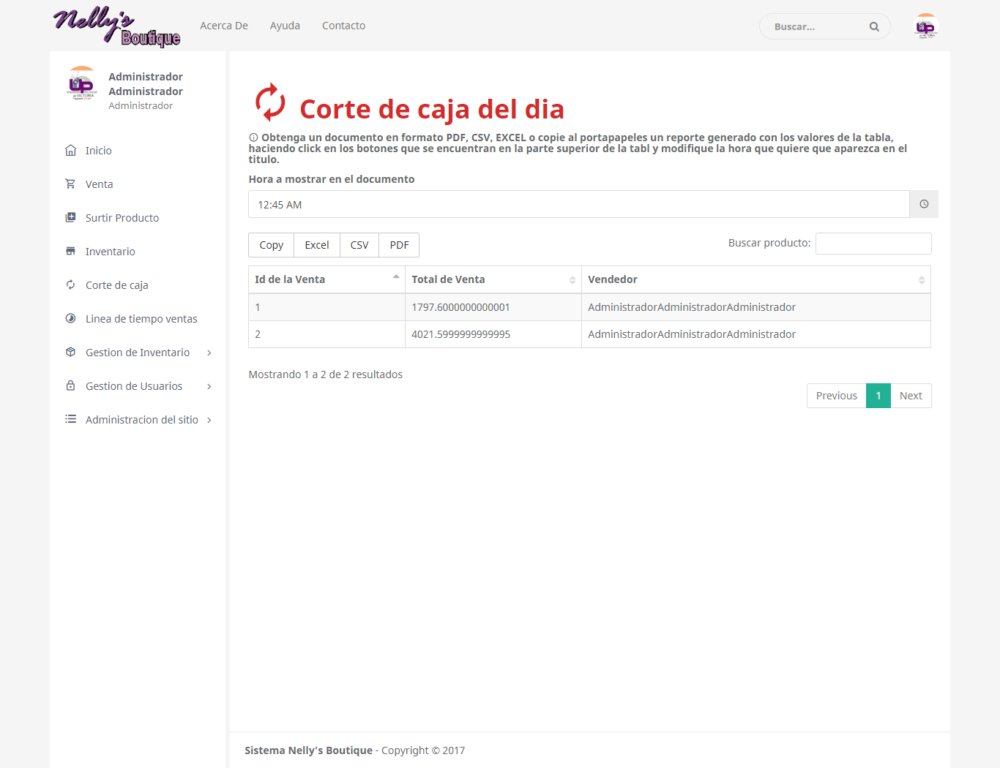 Nelly's
Boutique
Acerca De
Ayuda
Contacto
Buscar...
Administrador
Administrador
Administrador
Inicio
Venta
Surtir Producto
Inventario
Corte de caja
Linea de tiempo ventas
Gestion de Inventario
Gestion de Usuarios
Administracion del sitio
Corte de caja del dia
Obtenga un documento en formato PDF, CSV, EXCEL o copie al portapapeles un reporte generado con los valores de la tabla,
haciendo click en los botones que se encuentran en la parte superior de la tabl y modifique la hora que quiere que aparezca en el
titulo.
Hora a mostrar en el documento
12:45 AM
Copy Excel CSV PDF
Buscar producto:
Id de la Venta Total de Venta Vendedor
1 1797.6000000000001 AdministradorAdministradorAdministrador
2 4021.5999999999995 AdministradorAdministradorAdministrador
Mostrando 1 a 2 de 2 resultados
Previous 1 Next
Sistema Nelly's Boutique - Copyright © 2017